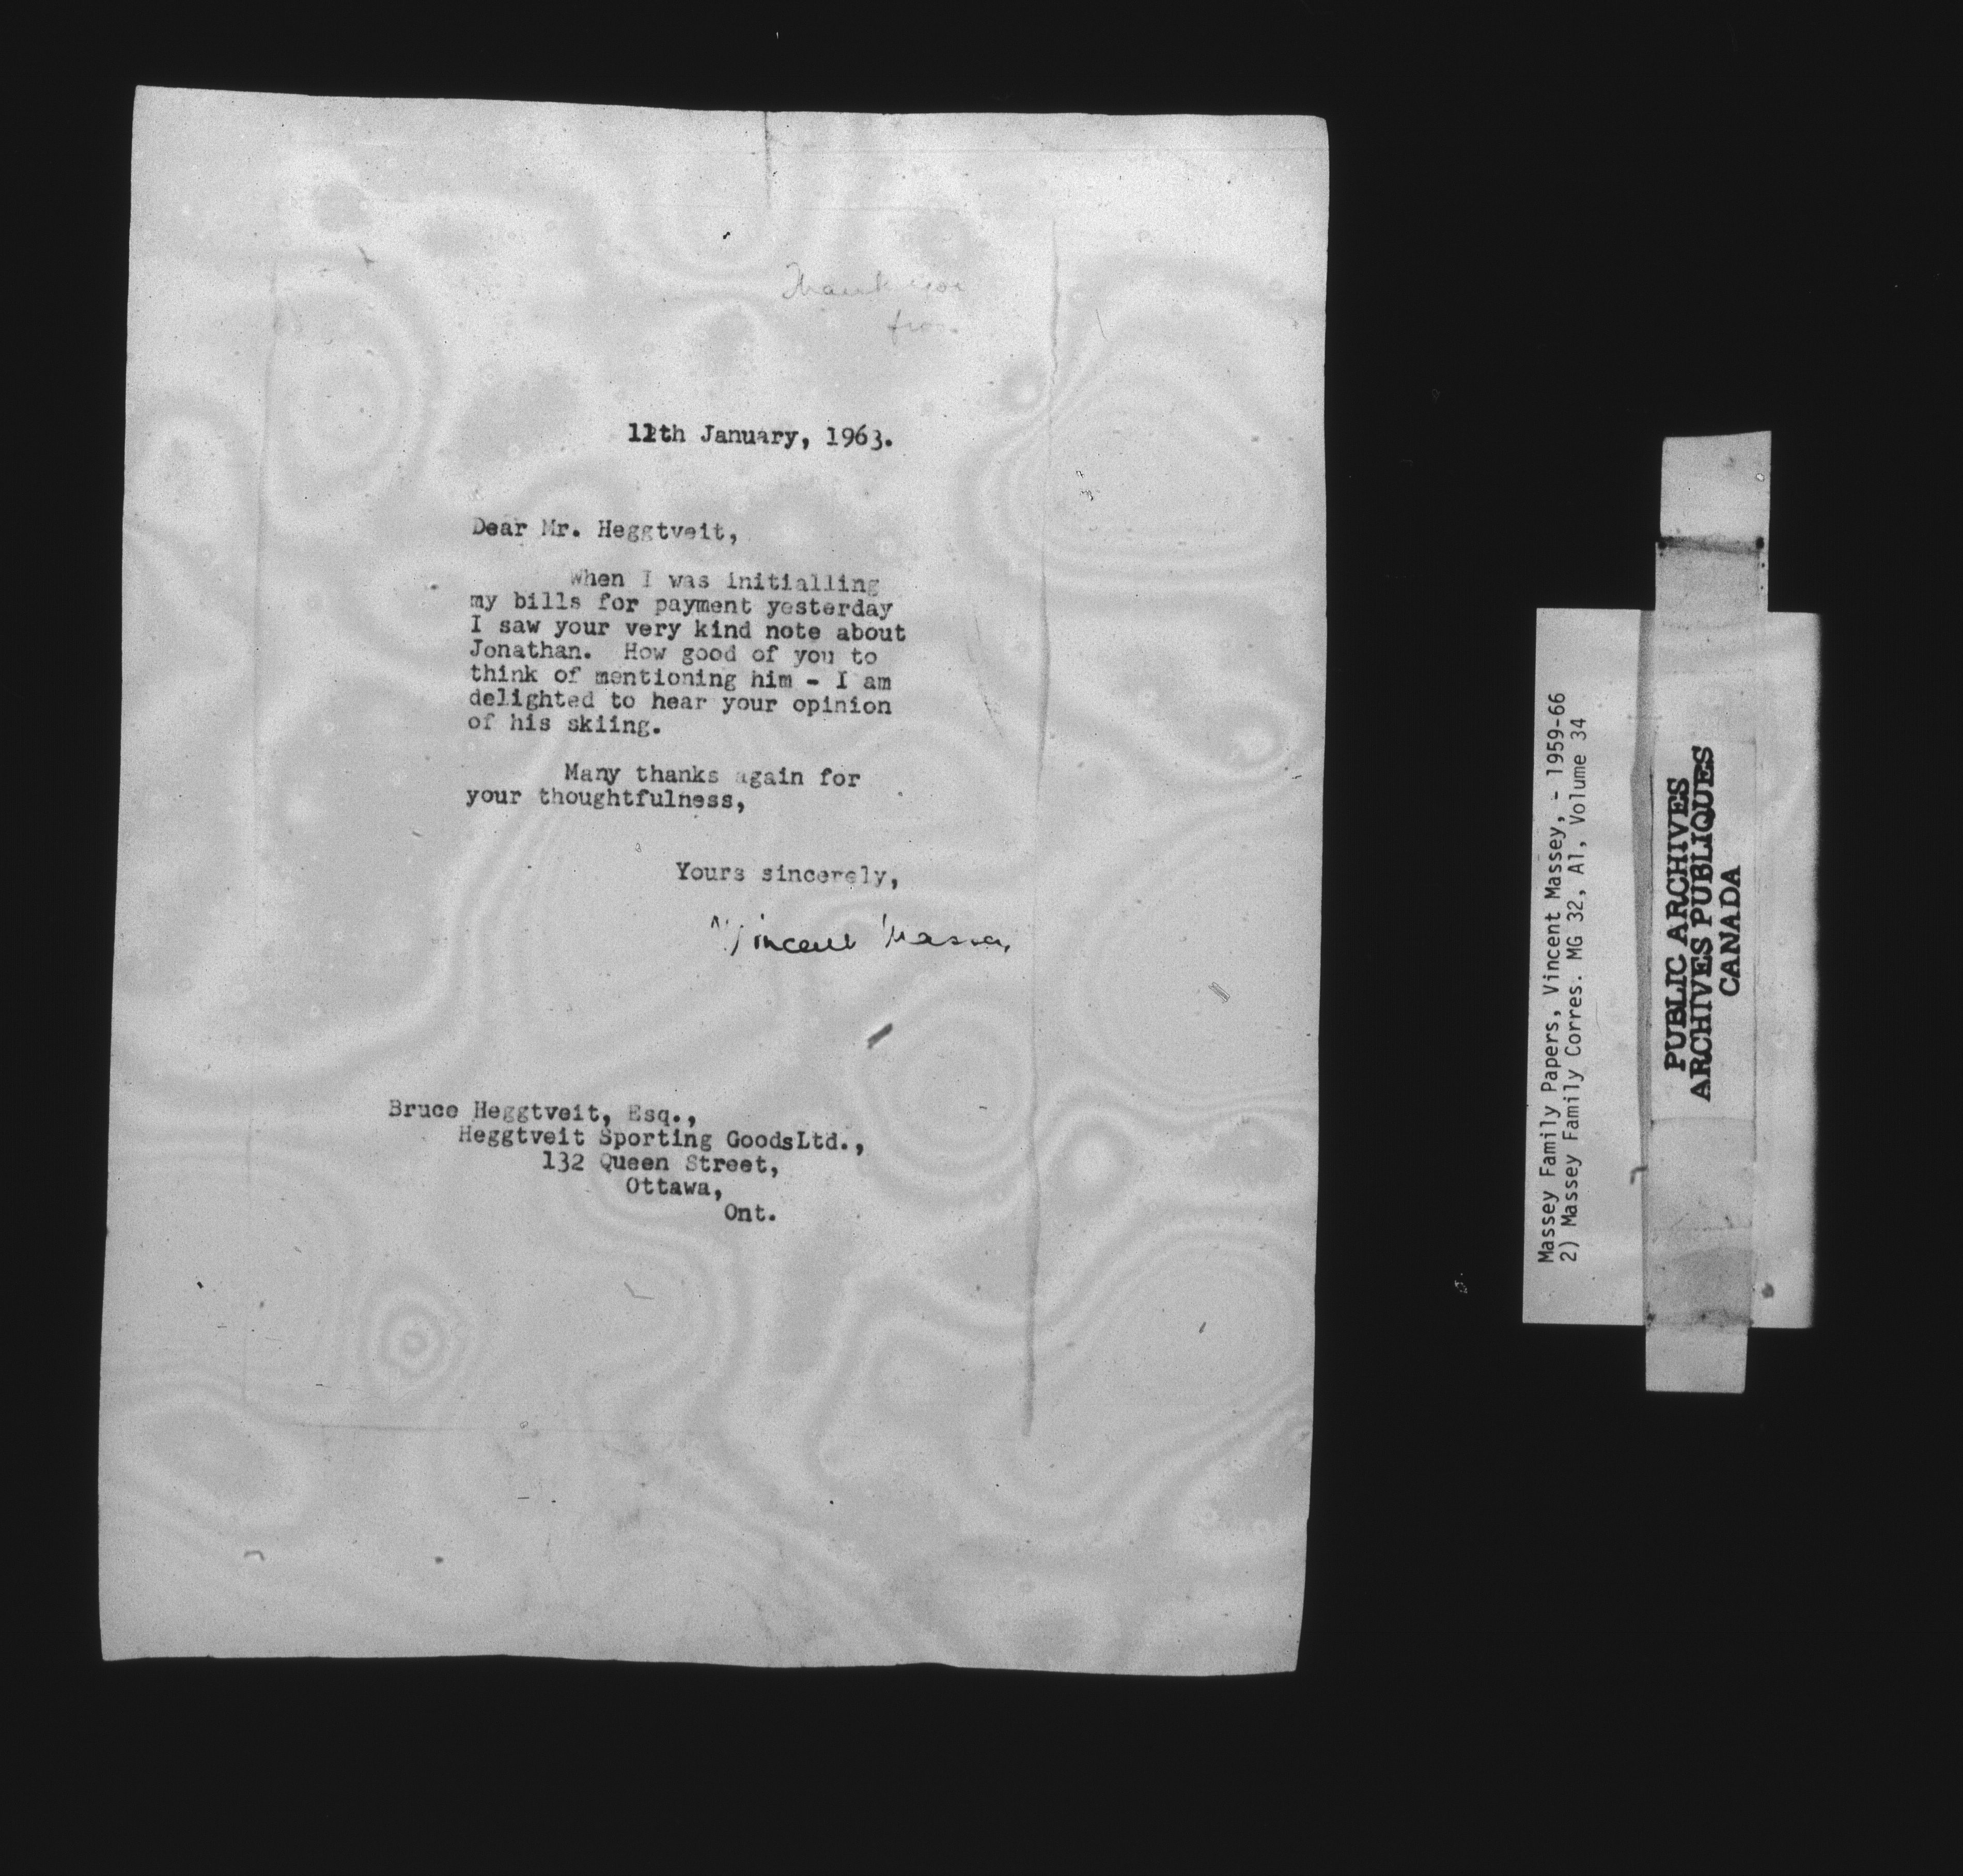 Thank you
from
11th January, 1963.
Dear Mr. Heggtveit,
When I was initialling
my bills for payment yesterday
I saw your very kind note about
Jonathan. How good of you to
think of mentioning him - I am
delighted to hear your opinion
of his skiing.
Many thanks again for
your thoughtfulness,
Yours sincerely,
Vincent Massey
Bruce Heggtveit, Esq.,
Heggtveit Sporting GoodsLtd.,
132 Queen Street,
Ottawa,
Ont.
Massey Family Papers, Vincent Massey, - 1959-66
2) Massey Family Corres. MG 32, A1, Volume 34
PUBLIC ARCHIVES
ARCHIVES PUBLIQUES
CANADA